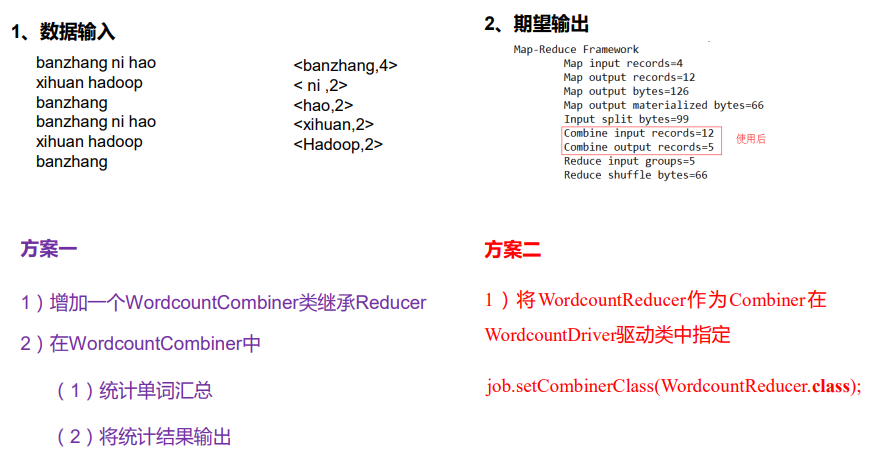 1、数据输入
banzhang ni hao
xihuan hadoop
banzhang
banzhang ni hao
xihuan hadoop
banzhang
<banzhang,4>
< ni ,2>
<hao,2>
<xihuan,2>
<Hadoop,2>
2、期望输出
Map-Reduce Framework
Map input records=4
Map output records=12
Map output bytes=126
Map output materialized bytes=66
Input split bytes=99
Combine input records=12
Combine output records=5
使用后
Reduce input groups=5
Reduce shuffle bytes=66
方案一
1）增加一个WordcountCombiner类继承Reducer
2）在WordcountCombiner中
（1）统计单词汇总
（2）将统计结果输出
方案二
1）将WordcountReducer作为Combiner在
WordcountDriver驱动类中指定
job.setCombinerClass(WordcountReducer.class);